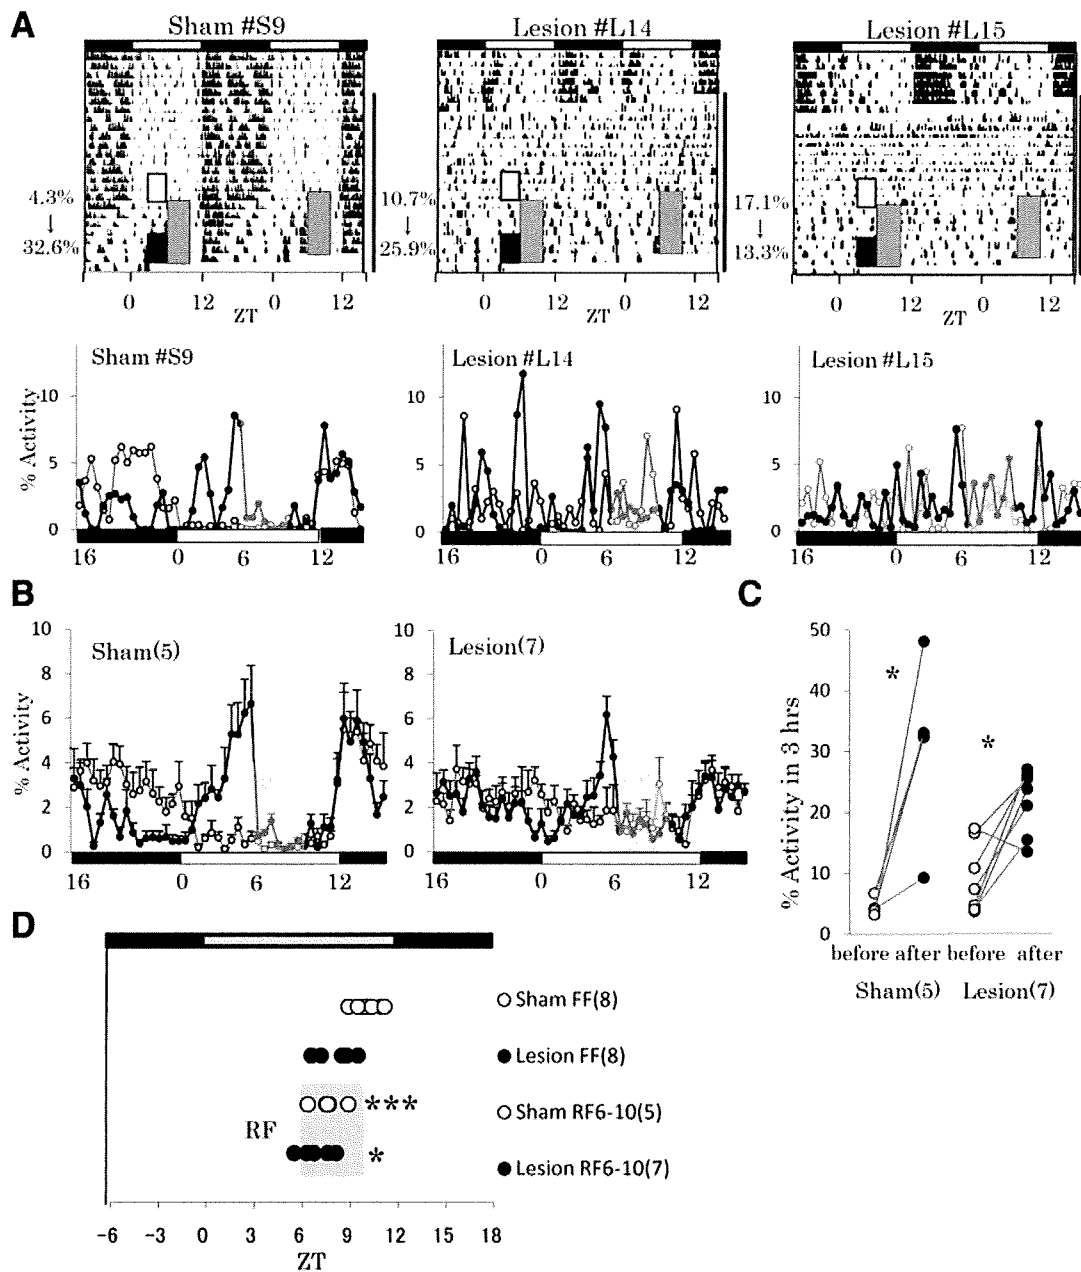 A
Sham #S9
Lesion #L14
Lesion #L15
4.3%
↓
32.6%
10.7%
↓
25.9%
17.1%
↓
13.3%
0 12 0 12
ZT
0 12 0 12
ZT
0 12 0 12
ZT
Sham #S9
Lesion #L14
Lesion #L15
% Activity
10
5
0
16 0 6 12
10
5
0
16 0 6 12
10
5
0
16 0 6 12
B
Sham(5)
Lesion(7)
% Activity
10
8
6
4
2
0
16 0 6 12
10
8
6
4
2
0
16 0 6 12
C
% Activity in 3 hrs
50
40
30
20
10
0
*
*
before after before after
Sham(5) Lesion(7)
D
Sham FF(8)
Lesion FF(8)
*** Sham RF6-10(5)
RF
* Lesion RF6-10(7)
-6 -3 0 3 6 9 12 15 18
ZT